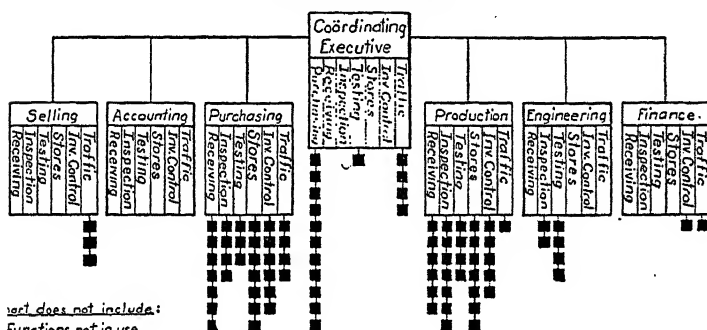 Coördinating
Executive
Traffic
Inv. Control
Stores
Testing
Inspection
Receiving
Purchasing
Selling
Traffic
Inv. Control
Stores
Testing
Inspection
Receiving
Accounting
Traffic
Inv. Control
Stores
Testing
Inspection
Receiving
Purchasing
Traffic
Inv. Control
Stores
Testing
Inspection
Receiving
Production
Traffic
Inv. Control
Stores
Testing
Inspection
Receiving
Engineering
Traffic
Inv. Control
Stores
Testing
Inspection
Receiving
Finance.
Traffic
Inv. Control
Stores
Testing
Inspection
Receiving
does not include:
Functions not in use